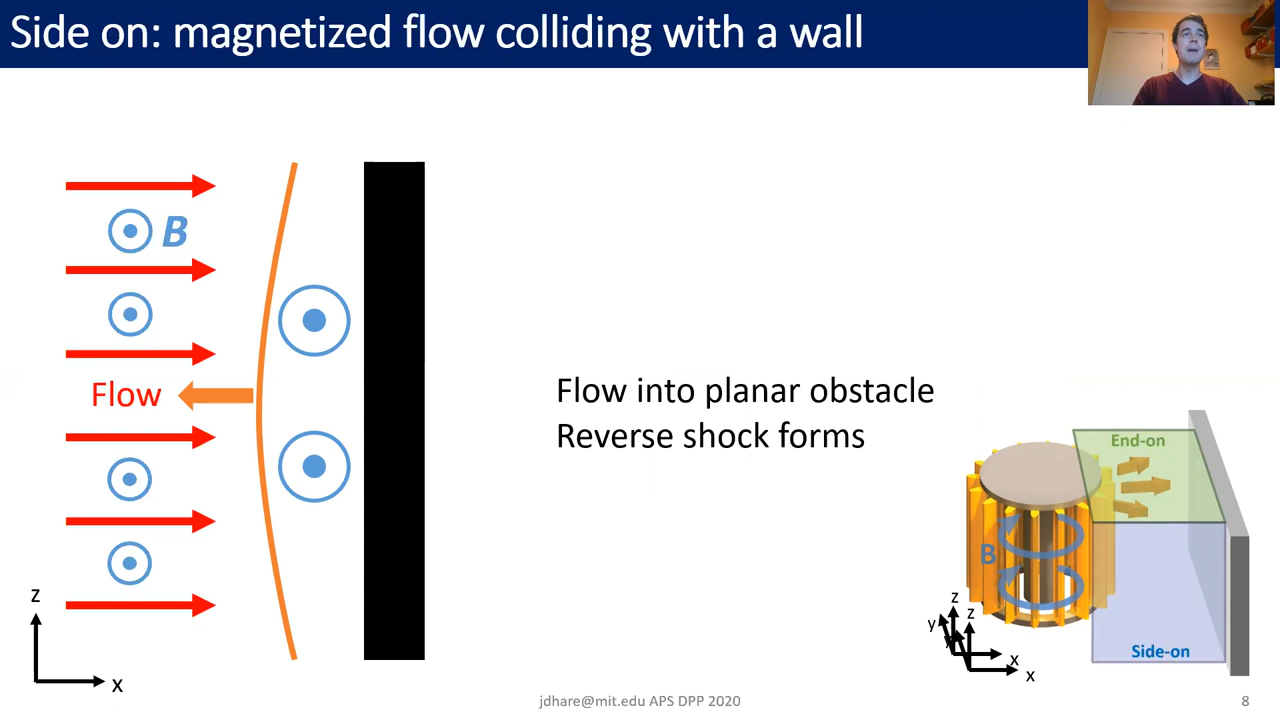 Side on: magnetized flow colliding with a wall
B
Flow
Flow into planar obstacle
Reverse shock forms
End-on
B
Side-on
z
x
z
z
y
y
x
x
jdhare@mit.edu APS DPP 2020
8